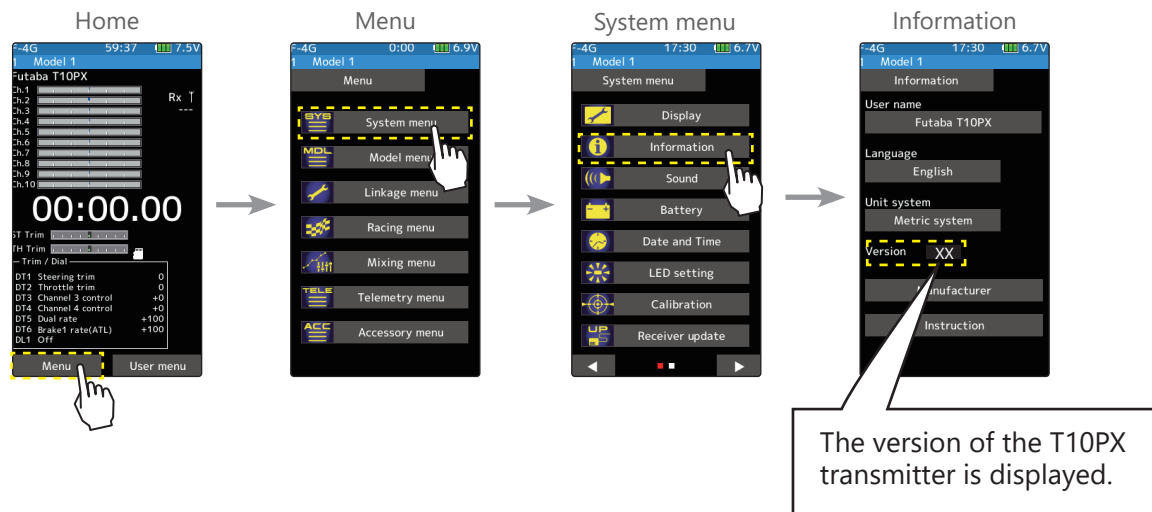 Home
F-4G 59:37 7.5V
1 Model 1
Futaba T10PX
Ch.1
Ch.2
Ch.3
Ch.4
Ch.5
Ch.6
Ch.7
Ch.8
Ch.9
Ch.10
Rx
---
00:00.00
ST Trim
TH Trim
Trim / Dial
DT1 Steering trim 0
DT2 Throttle trim 0
DT3 Channel 3 control +0
DT4 Channel 4 control +0
DT5 Dual rate +100
DT6 Brake1 rate(ATL) +100
DL1 Off
Menu User menu
Menu
F-4G 0:00 6.9V
1 Model 1
Menu
SYS System menu
MDL Model menu
Linkage menu
Racing menu
Mixing menu
TELE Telemetry menu
ACC Accessory menu
System menu
F-4G 17:30 6.7V
1 Model 1
System menu
Display
Information
Sound
Battery
Date and Time
LED setting
Calibration
UP Receiver update
Information
F-4G 17:30 6.7V
1 Model 1
Information
User name
Futaba T10PX
Language
English
Unit system
Metric system
Version XX
Manufacturer
Instruction
The version of the T10PX
transmitter is displayed.